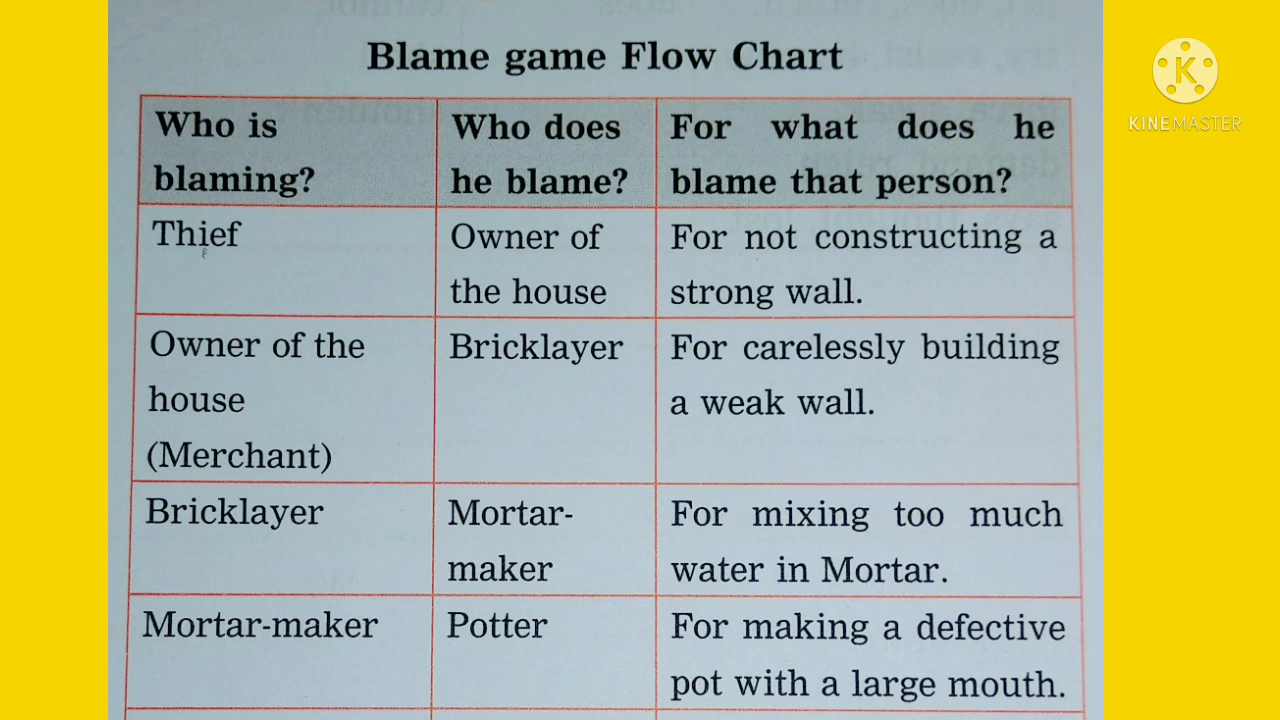 Blame game Flow Chart
Who is
blaming?
Who does
he blame?
For what does he
blame that person?
Thief
Owner of
the house
For not constructing a
strong wall.
Owner of the
house
(Merchant)
Bricklayer
For carelessly building
a weak wall.
Bricklayer
Mortar-
maker
For mixing too much
water in Mortar.
Mortar-maker
Potter
For making a defective
pot with a large mouth.
K
KINEMASTER